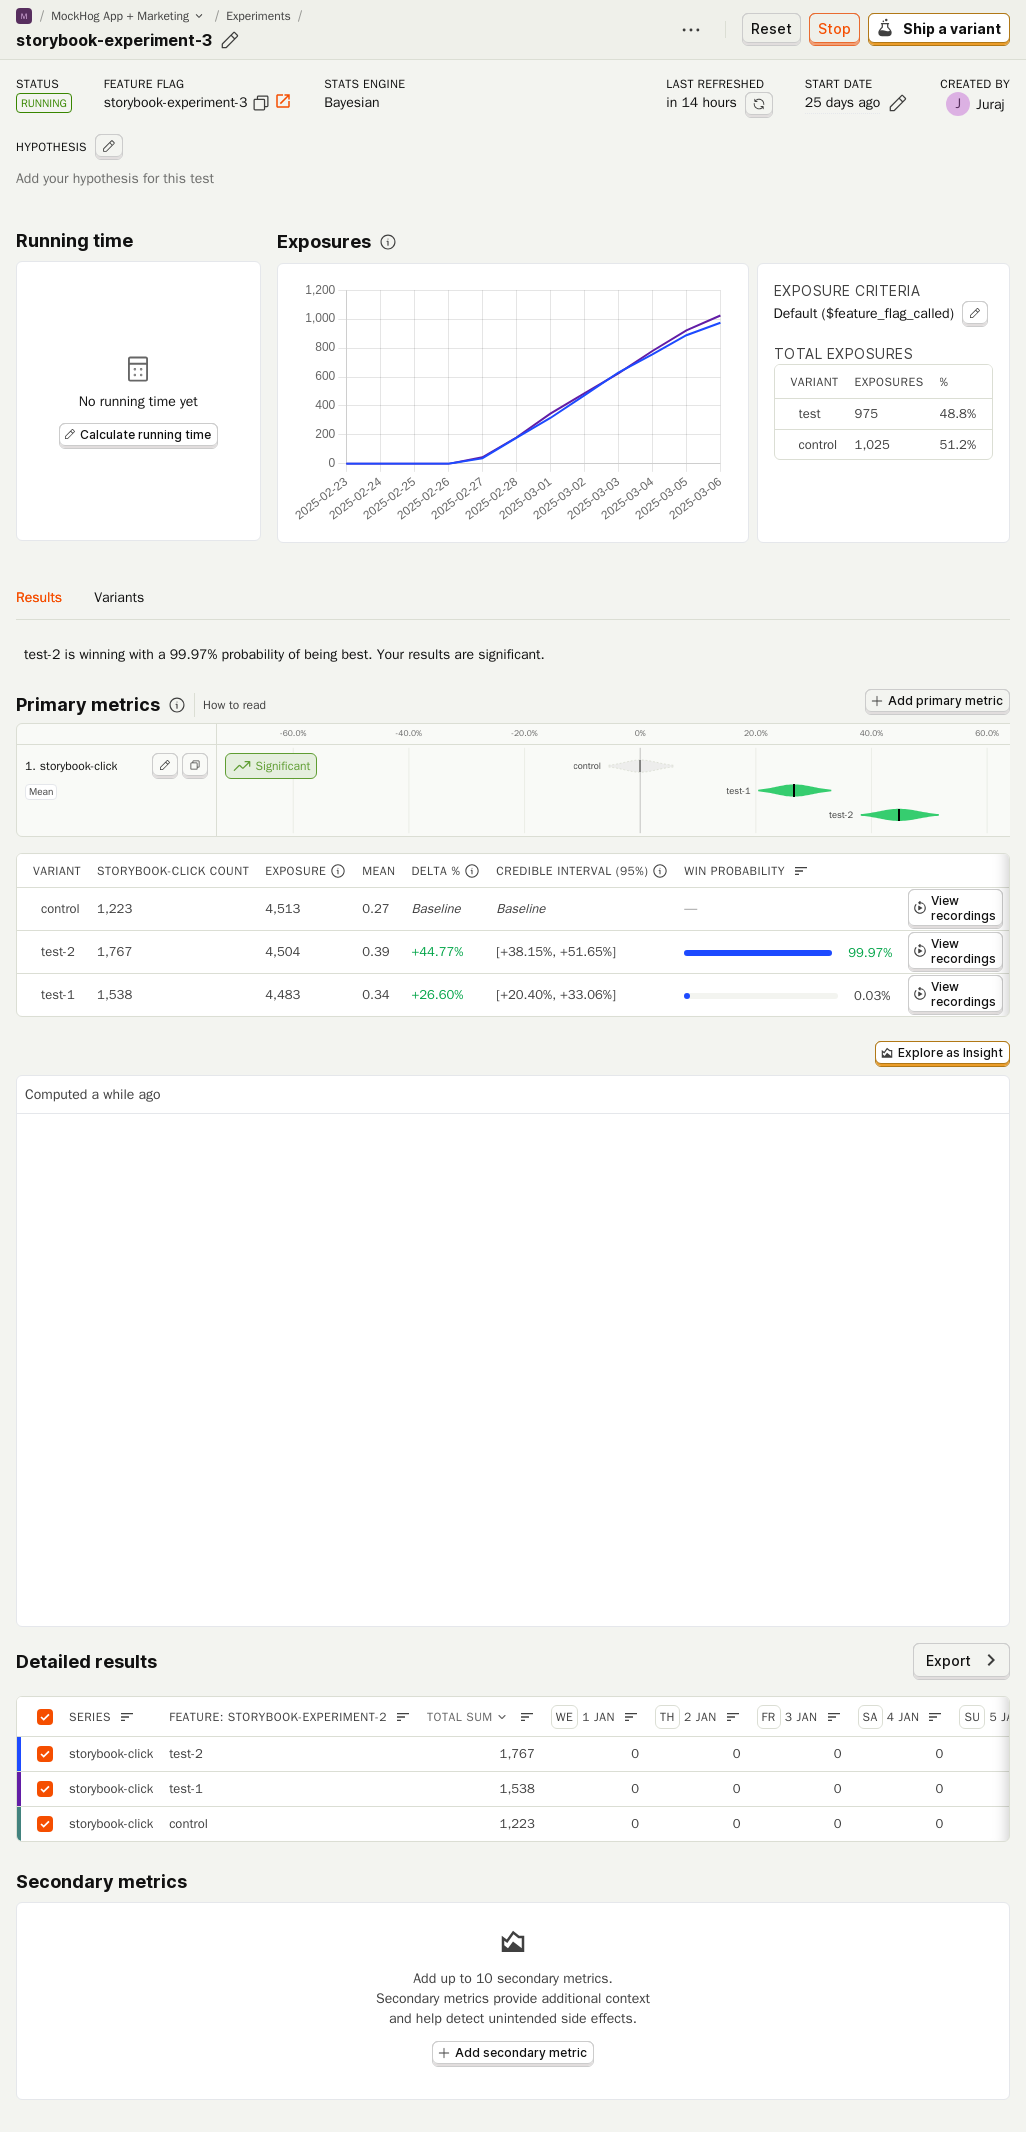 M / MockHog App + Marketing / Experiments /
storybook-experiment-3
Reset
Stop
Ship a variant
STATUS
RUNNING
FEATURE FLAG
storybook-experiment-3
STATS ENGINE
Bayesian
LAST REFRESHED
in 14 hours
START DATE
25 days ago
CREATED BY
J Juraj
HYPOTHESIS
Add your hypothesis for this test
Running time
No running time yet
Calculate running time
Exposures
1,200
1,000
800
600
400
200
0
2025-02-23
2025-02-24
2025-02-25
2025-02-26
2025-02-27
2025-02-28
2025-03-01
2025-03-02
2025-03-03
2025-03-04
2025-03-05
2025-03-06
EXPOSURE CRITERIA
Default ($feature_flag_called)
TOTAL EXPOSURES
VARIANT EXPOSURES %
test 975 48.8%
control 1,025 51.2%
Results Variants
test-2 is winning with a 99.97% probability of being best. Your results are significant.
Primary metrics How to read
Add primary metric
-60.0% -40.0% -20.0% 0% 20.0% 40.0% 60.0%
1. storybook-click
Mean
Significant
control
test-1
test-2
VARIANT STORYBOOK-CLICK COUNT EXPOSURE MEAN DELTA % CREDIBLE INTERVAL (95%) WIN PROBABILITY
control 1,223 4,513 0.27 Baseline Baseline — View recordings
test-2 1,767 4,504 0.39 +44.77% [+38.15%, +51.65%] 99.97% View recordings
test-1 1,538 4,483 0.34 +26.60% [+20.40%, +33.06%] 0.03% View recordings
Explore as Insight
Computed a while ago
Detailed results
Export
SERIES FEATURE: STORYBOOK-EXPERIMENT-2 TOTAL SUM WE 1 JAN TH 2 JAN FR 3 JAN SA 4 JAN SU 5
storybook-click test-2 1,767 0 0 0 0
storybook-click test-1 1,538 0 0 0 0
storybook-click control 1,223 0 0 0 0
Secondary metrics
Add up to 10 secondary metrics.
Secondary metrics provide additional context
and help detect unintended side effects.
Add secondary metric